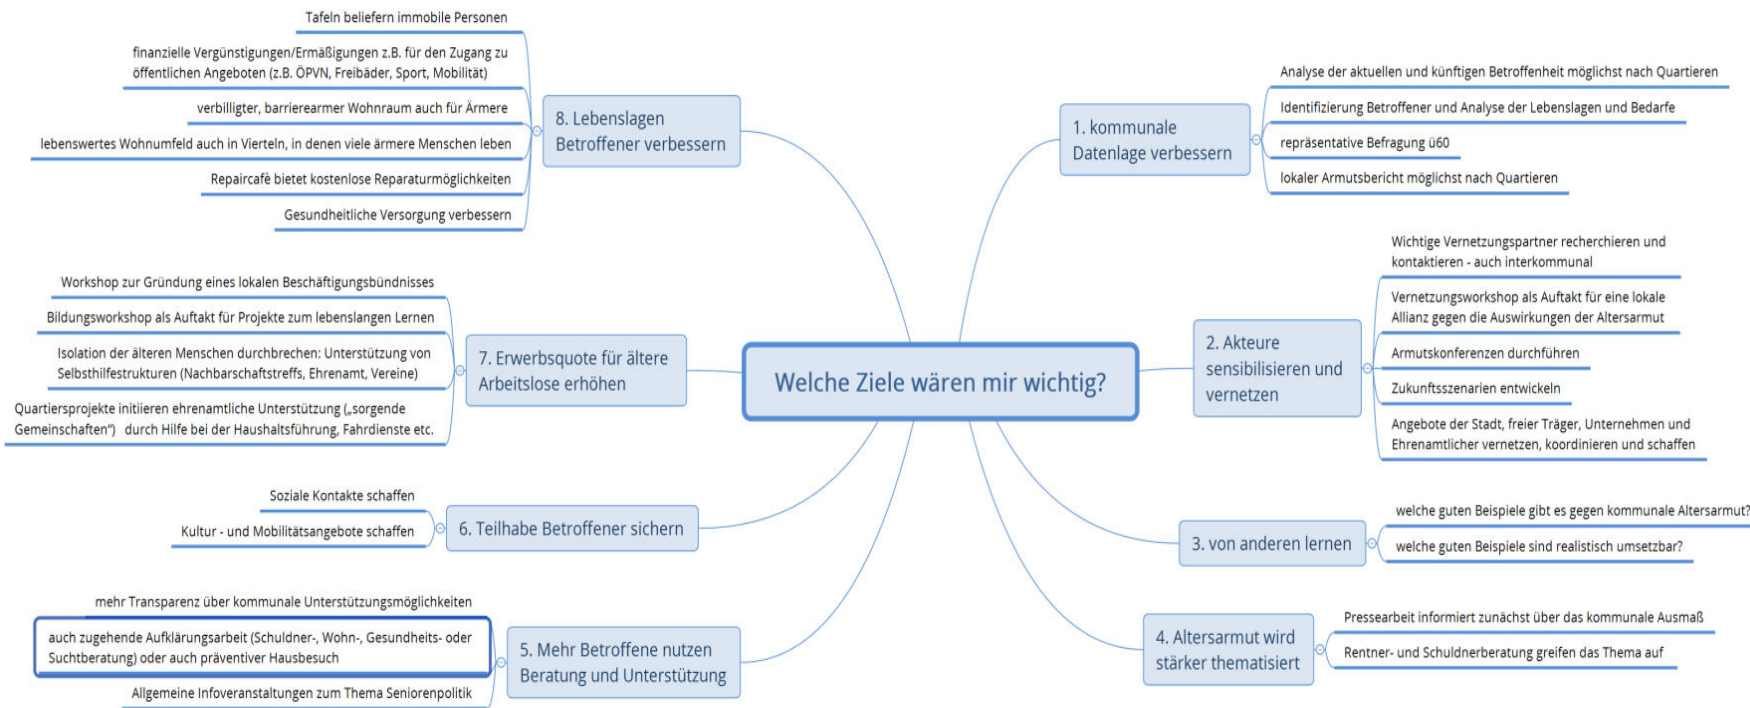 Welche Ziele wären mir wichtig?
1. kommunale
Datenlage verbessern
Analyse der aktuellen und künftigen Betroffenheit möglichst nach Quartieren
Identifizierung Betroffener und Analyse der Lebenslagen und Bedarfe
repräsentative Befragung ü60
lokaler Armutsbericht möglichst nach Quartieren
2. Akteure
sensibilisieren und
vernetzen
Wichtige Vernetzungspartner recherchieren und
kontaktieren - auch interkommunal
Vernetzungsworkshop als Auftakt für eine lokale
Allianz gegen die Auswirkungen der Altersarmut
Armutskonferenzen durchführen
Zukunftsszenarien entwickeln
Angebote der Stadt, freier Träger, Unternehmen und
Ehrenamtlicher vernetzen, koordinieren und schaffen
3. von anderen lernen
welche guten Beispiele gibt es gegen kommunale Altersarmut?
welche guten Beispiele sind realistisch umsetzbar?
4. Altersarmut wird
stärker thematisiert
Pressearbeit informiert zunächst über das kommunale Ausmaß
Rentner- und Schuldnerberatung greifen das Thema auf
5. Mehr Betroffene nutzen
Beratung und Unterstützung
mehr Transparenz über kommunale Unterstützungsmöglichkeiten
auch zugehende Aufklärungsarbeit (Schuldner-, Wohn-, Gesundheits- oder
Suchtberatung) oder auch präventiver Hausbesuch
Allgemeine Infoveranstaltungen zum Thema Seniorenpolitik
6. Teilhabe Betroffener sichern
Soziale Kontakte schaffen
Kultur - und Mobilitätsangebote schaffen
7. Erwerbsquote für ältere
Arbeitslose erhöhen
Workshop zur Gründung eines lokalen Beschäftigungsbündnisses
Bildungsworkshop als Auftakt für Projekte zum lebenslangen Lernen
Isolation der älteren Menschen durchbrechen: Unterstützung von
Selbsthilfestrukturen (Nachbarschaftstreffs, Ehrenamt, Vereine)
Quartiersprojekte initiieren ehrenamtliche Unterstützung („sorgende
Gemeinschaften“) durch Hilfe bei der Haushaltsführung, Fahrdienste etc.
8. Lebenslagen
Betroffener verbessern
Tafeln beliefern immobile Personen
finanzielle Vergünstigungen/Ermäßigungen z.B. für den Zugang zu
öffentlichen Angeboten (z.B. ÖPVN, Freibäder, Sport, Mobilität)
verbilligter, barrierearmer Wohnraum auch für Ärmere
lebenswertes Wohnumfeld auch in Vierteln, in denen viele ärmere Menschen leben
Repaircafè bietet kostenlose Reparaturmöglichkeiten
Gesundheitliche Versorgung verbessern